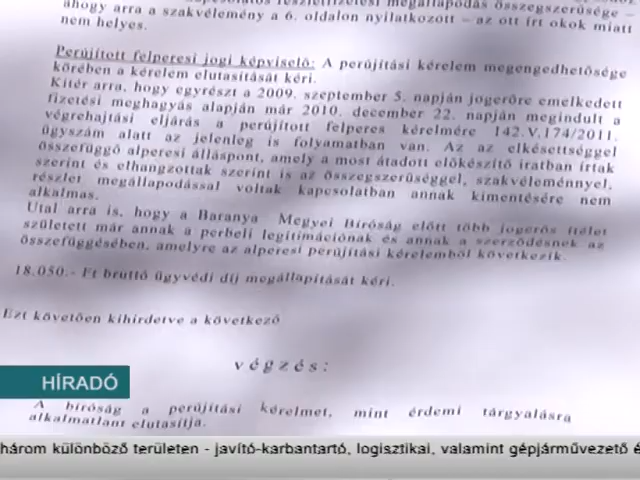 ahogy arra a szakvélemény a 6. oldalon nyilatkozott – az ott írt okok miatt
nem helyes.
Perújított felperesi jogi képviselő: A perújítási kérelem megengedhetősége
körében a kérelem elutasítását kéri.
Kitér arra, hogy egyrészt a 2009. szeptember 5. napján jogerőre emelkedett
fizetési meghagyás alapján már 2010. december 22. napján megindult a
végrehajtási eljárás a perújított felperes kérelmére 142.V.174/2011.
ügyszám alatt az jelenleg is folyamatban van. Az az elkésettséggel
összefüggő alperesi álláspont, amely a most átadott előkészítő iratban írtak
szerint és elhangzottak szerint is az összegszerűséggel, szakvéleménnyel,
részlet megállapodással voltak kapcsolatban annak kimentésére nem
alkalmas.
Utal arra is, hogy a Baranya Megyei Bíróság előtt több jogerős ítélet
született már annak a perbeli legitimációnak és annak a szerződésnek az
összefüggésében, amelyre az alperesi perújítási kérelemből következik.
18.050.- Ft bruttó ügyvédi díj megállapítását kéri.
Ezt követően kihirdetve a következő
végzés:
HÍRADÓ
A bíróság a perújítási kérelmet, mint érdemi tárgyalásra
alkalmatlant elutasítja.
három különböző területen - javító-karbantartó, logisztikai, valamint gépjárművezető é